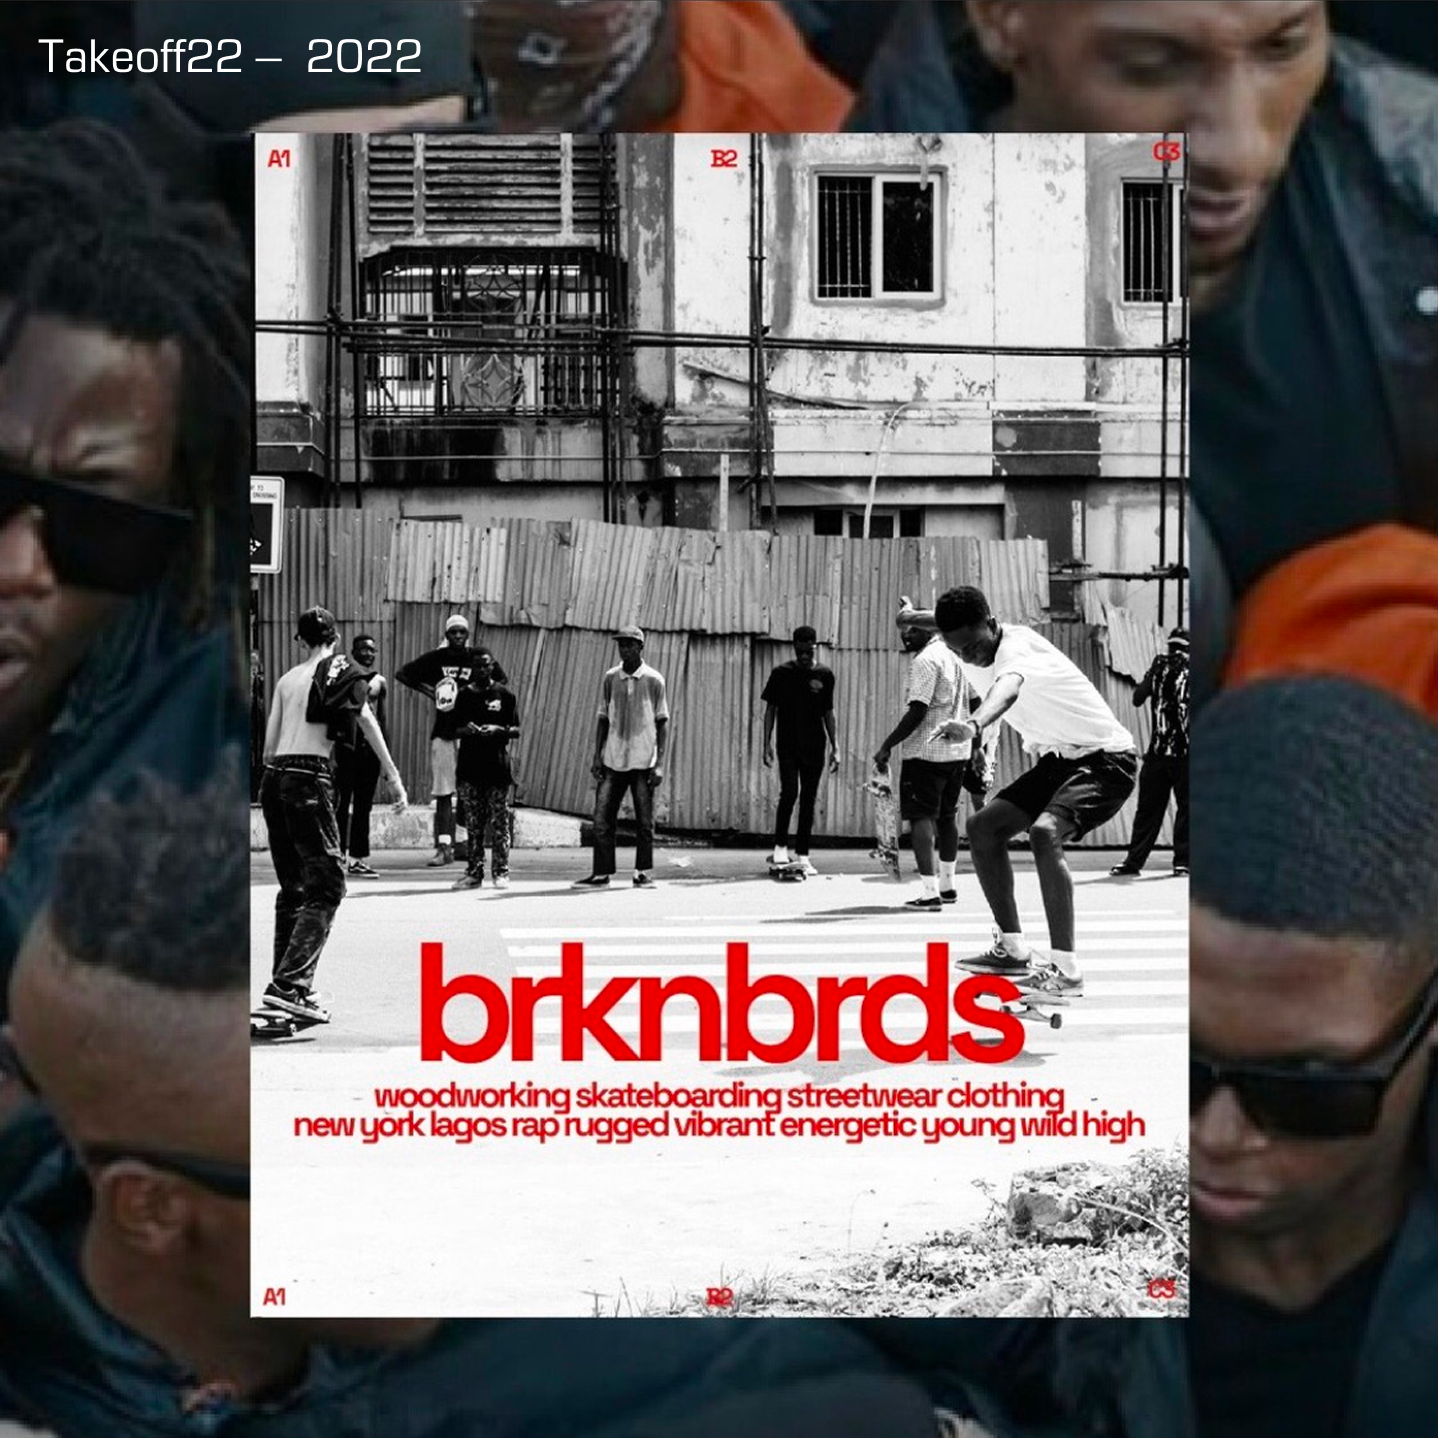 Takeoff22 – 2022
A1 B2 C3
brknbrds
woodworking skateboarding streetwear clothing
new york lagos rap rugged vibrant energetic young wild high
A1 B2 C3